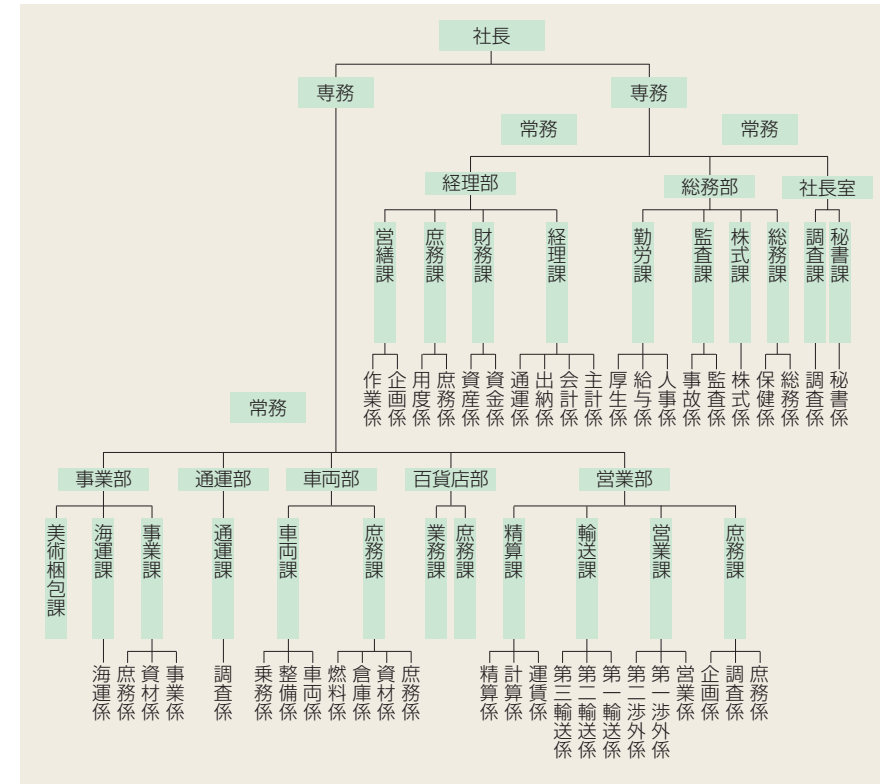 社長
専務
専務
常務
常務
経理部
総務部
社長室
営繕課
庶務課
財務課
経理課
勤労課
監査課
株式課
総務課
調査課
秘書課
作業係
企画係
用度係
庶務係
資産係
資金係
通運係
出納係
会計係
主計係
厚生係
給与係
人事係
事故係
監査係
株式係
保健係
総務係
調査係
秘書係
常務
事業部
通運部
車両部
百貨店部
営業部
美術梱包課
海運課
事業課
通運課
車両課
庶務課
業務課
庶務課
精算課
輸送課
営業課
庶務課
海運係
庶務係
資材係
事業係
調査係
乗務係
整備係
車両係
燃料係
倉庫係
資材係
庶務係
精算係
計算係
運賃係
第三輸送係
第二輸送係
第一輸送係
第二渉外係
第一渉外係
営業係
企画係
調査係
庶務係